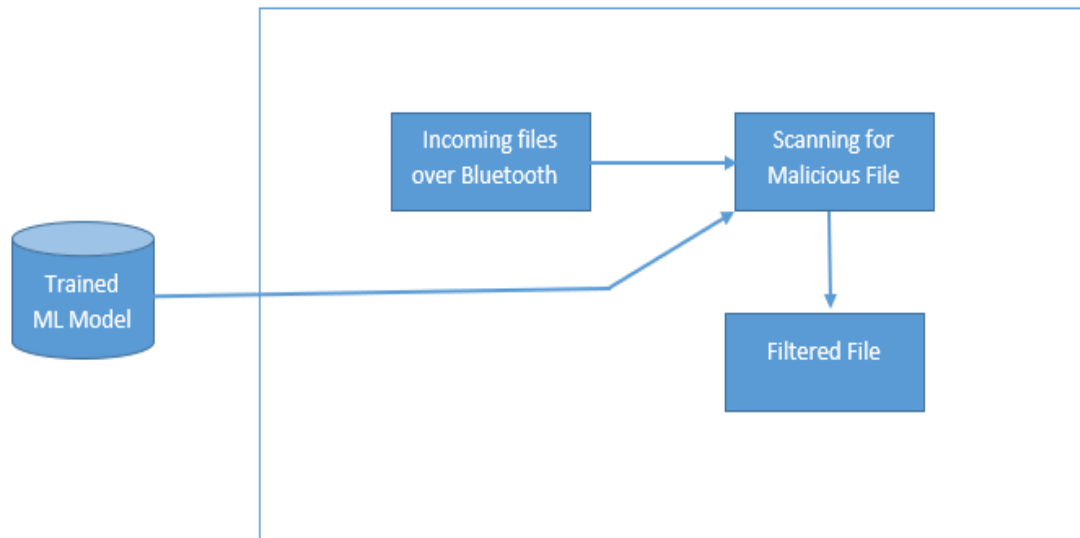 Incoming files
over Bluetooth
Scanning for
Malicious File
Trained
ML Model
Filtered File